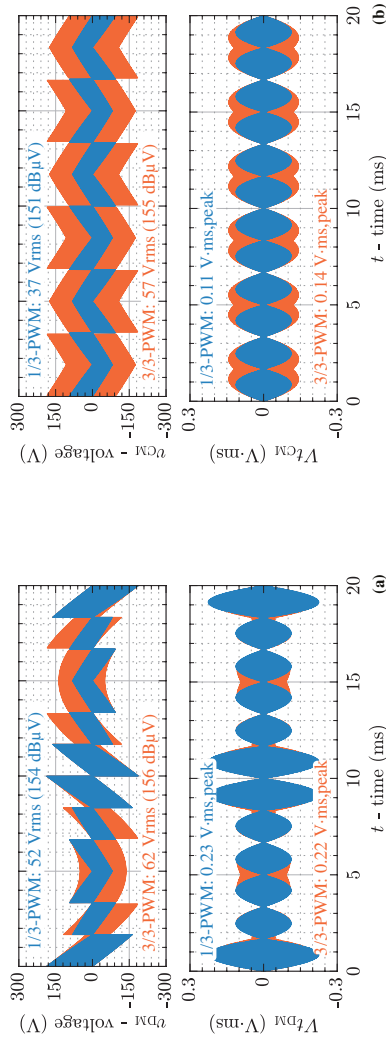 300
150
0
-150
-300
υDM - voltage
(V)
1/3-PWM: 52 Vrms (154 dBµV)
3/3-PWM: 62 Vrms (156 dBµV)
0.3
0
-0.3
VtDM (V·ms)
1/3-PWM: 0.23 V·ms,peak
3/3-PWM: 0.22 V·ms,peak
0 5 10 15 20
t - time (ms)
(a)
300
150
0
-150
-300
υCM - voltage
(V)
1/3-PWM: 37 Vrms (151 dBµV)
3/3-PWM: 57 Vrms (155 dBµV)
0.3
0
-0.3
VtCM (V·ms)
1/3-PWM: 0.11 V·ms,peak
3/3-PWM: 0.14 V·ms,peak
0 5 10 15 20
t - time (ms)
(b)